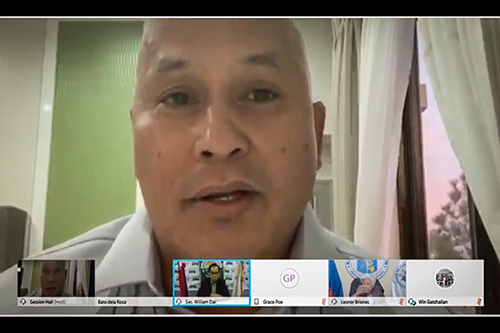 GP
Session Hall (Host)
Bato dela Rosa
Sec. William Dar
Grace Poe
Leonor Briones
Win Gatchalian